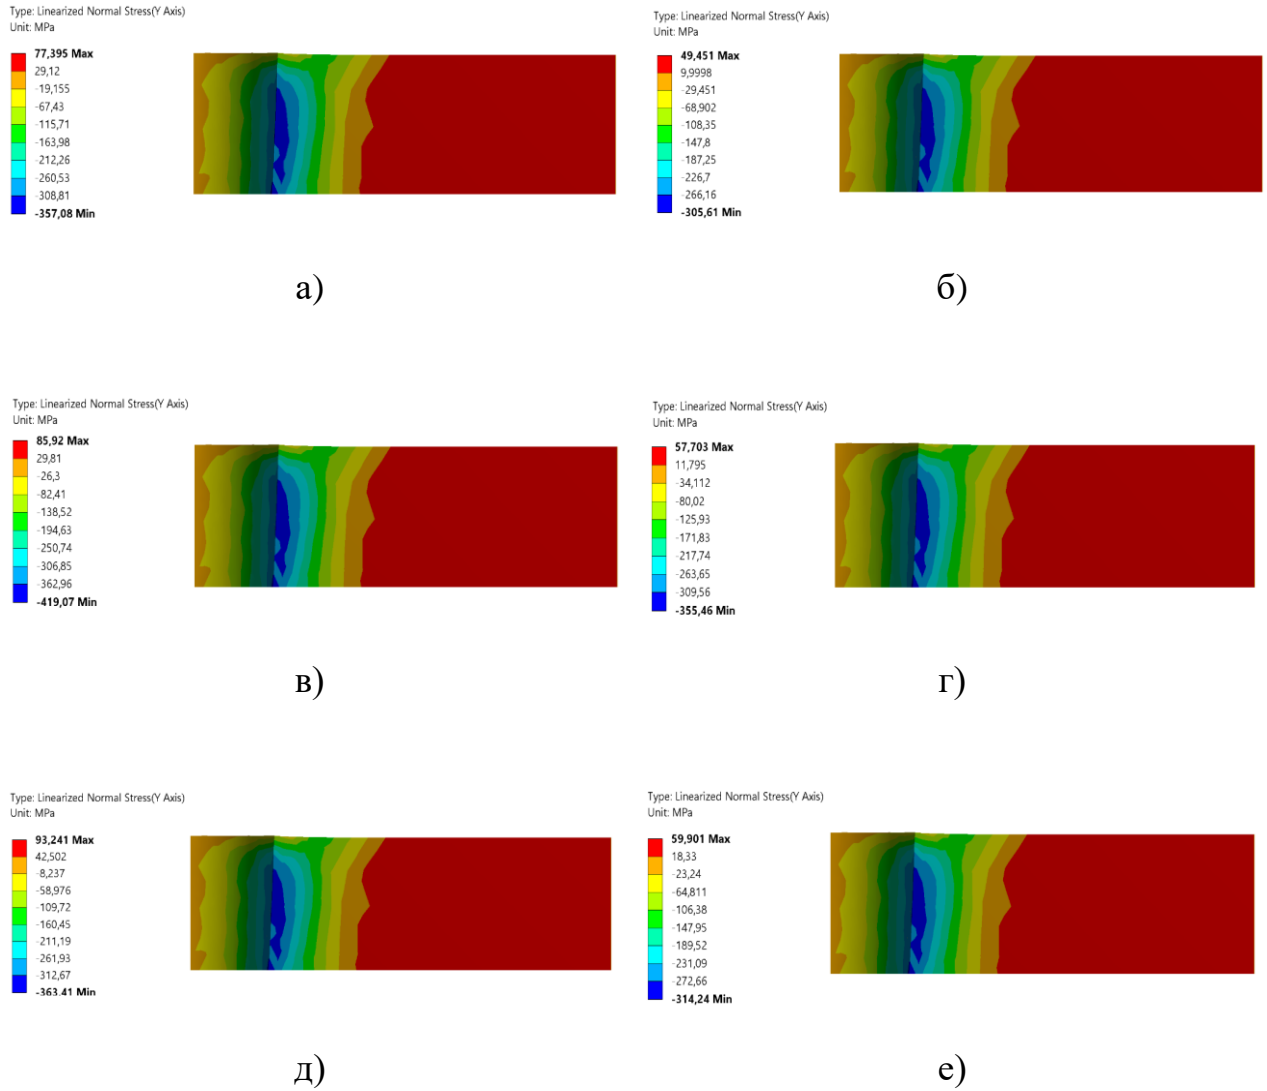 Type: Linearized Normal Stress(Y Axis)
Unit: MPa
77,395 Max
29,12
-19,155
-67,43
-115,71
-163,98
-212,26
-260,53
-308,81
-357,08 Min
а)
Type: Linearized Normal Stress(Y Axis)
Unit: MPa
49,451 Max
9,9998
-29,451
-68,902
-108,35
-147,8
-187,25
-226,7
-266,16
-305,61 Min
б)
Type: Linearized Normal Stress(Y Axis)
Unit: MPa
85,92 Max
29,81
-26,3
-82,41
-138,52
-194,63
-250,74
-306,85
-362,96
-419,07 Min
в)
Type: Linearized Normal Stress(Y Axis)
Unit: MPa
57,703 Max
11,795
-34,112
-80,02
-125,93
-171,83
-217,74
-263,65
-309,56
-355,46 Min
г)
Type: Linearized Normal Stress(Y Axis)
Unit: MPa
93,241 Max
42,502
-8,237
-58,976
-109,72
-160,45
-211,19
-261,93
-312,67
-363,41 Min
д)
Type: Linearized Normal Stress(Y Axis)
Unit: MPa
59,901 Max
18,33
-23,24
-64,811
-106,38
-147,95
-189,52
-231,09
-272,66
-314,24 Min
е)